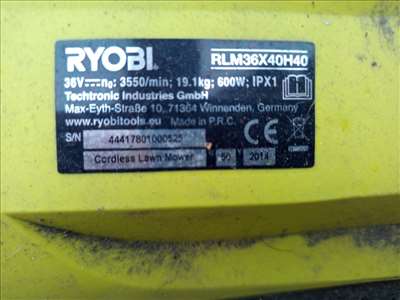 RYOBI. RLM36X40H40
36V⎓n₀: 3550/min; 19.1kg; 600W; IPX1
Techtronic Industries GmbH
Max-Eyth-Straße 10, 71364 Winnenden, Germany
www.ryobitools.eu Made in P.R.C.
S/N 44417801000525 CE
Cordless Lawn Mower 50 2014